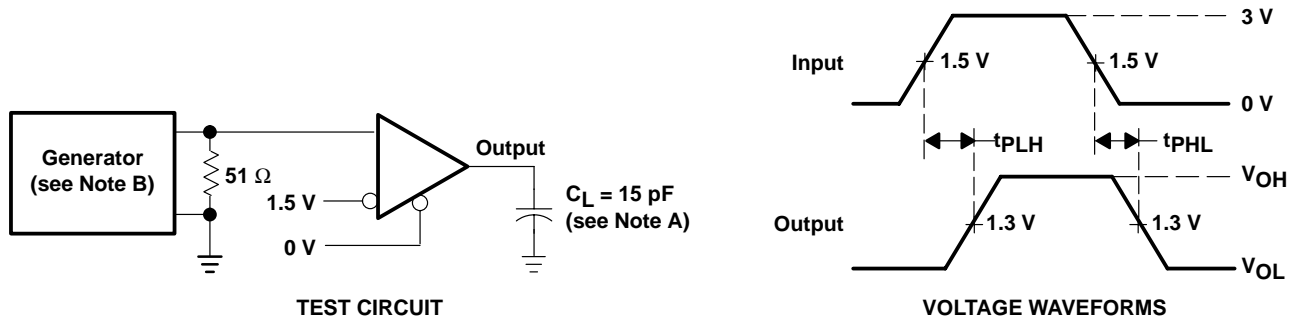 Generator
(see Note B)
51 Ω
1.5 V
0 V
Output
CL = 15 pF
(see Note A)
TEST CIRCUIT
Input
3 V
1.5 V
1.5 V
0 V
tPLH
tPHL
Output
VOH
1.3 V
1.3 V
VOL
VOLTAGE WAVEFORMS